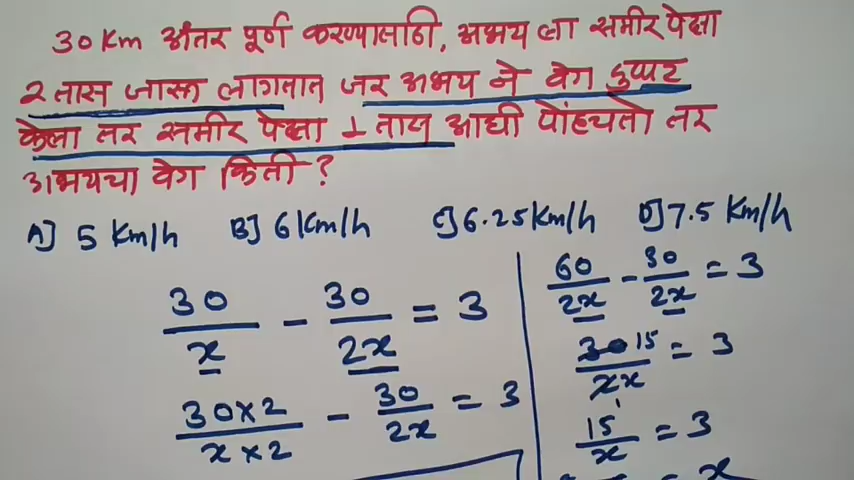 30 Km अंतर पूर्ण करण्यासाठी, अभय ला समीर पेक्षा
2 तास जास्त लागतात जर अभय ने वेग दुप्पट
केला तर समीर पेक्षा 1 तास आधी पोहचतो तर
अभयचा वेग किती ?
A] 5 Km/h B] 6 Km/h C] 6.25 Km/h D] 7.5 Km/h
30/x - 30/2x = 3
30×2/x×2 - 30/2x = 3
60/2x - 30/2x = 3
30 15/2x x = 3
15/x = 3